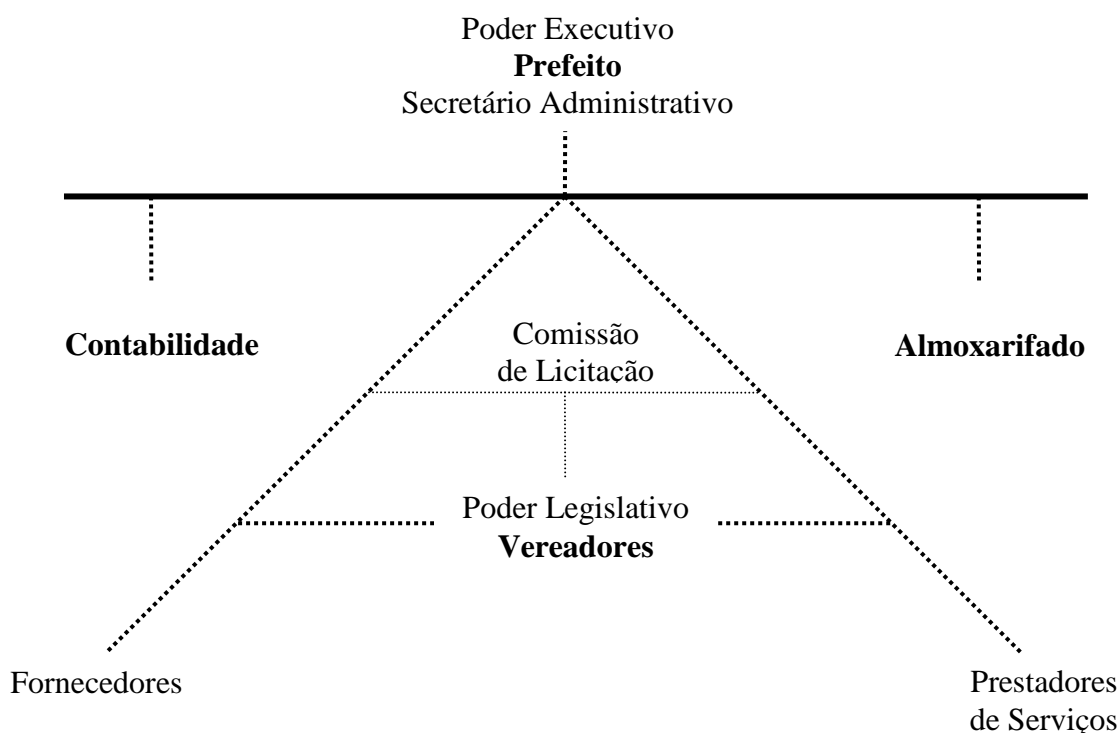 Poder Executivo
Prefeito
Secretário Administrativo
Contabilidade
Comissão
de Licitação
Almoxarifado
Poder Legislativo
Vereadores
Fornecedores
Prestadores
de Serviços